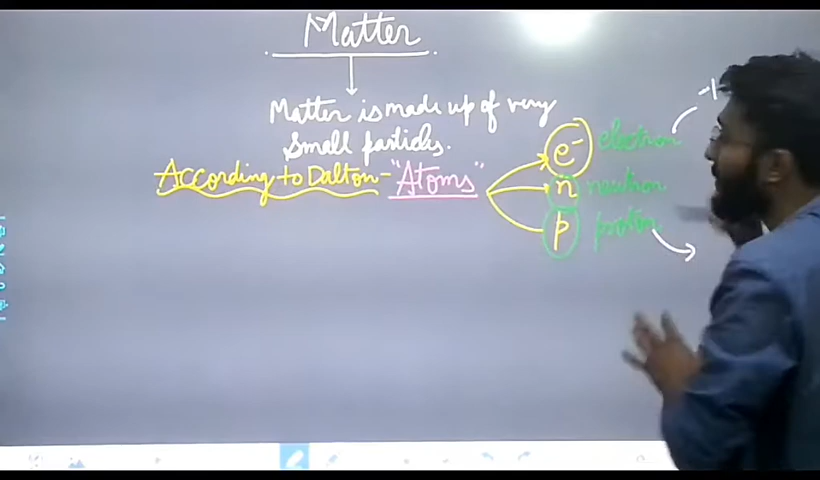 Matter
Matter is made up of very
Small particles.
According to Dalton - "Atoms"
e⁻ electron
-1
n neutron
p proton